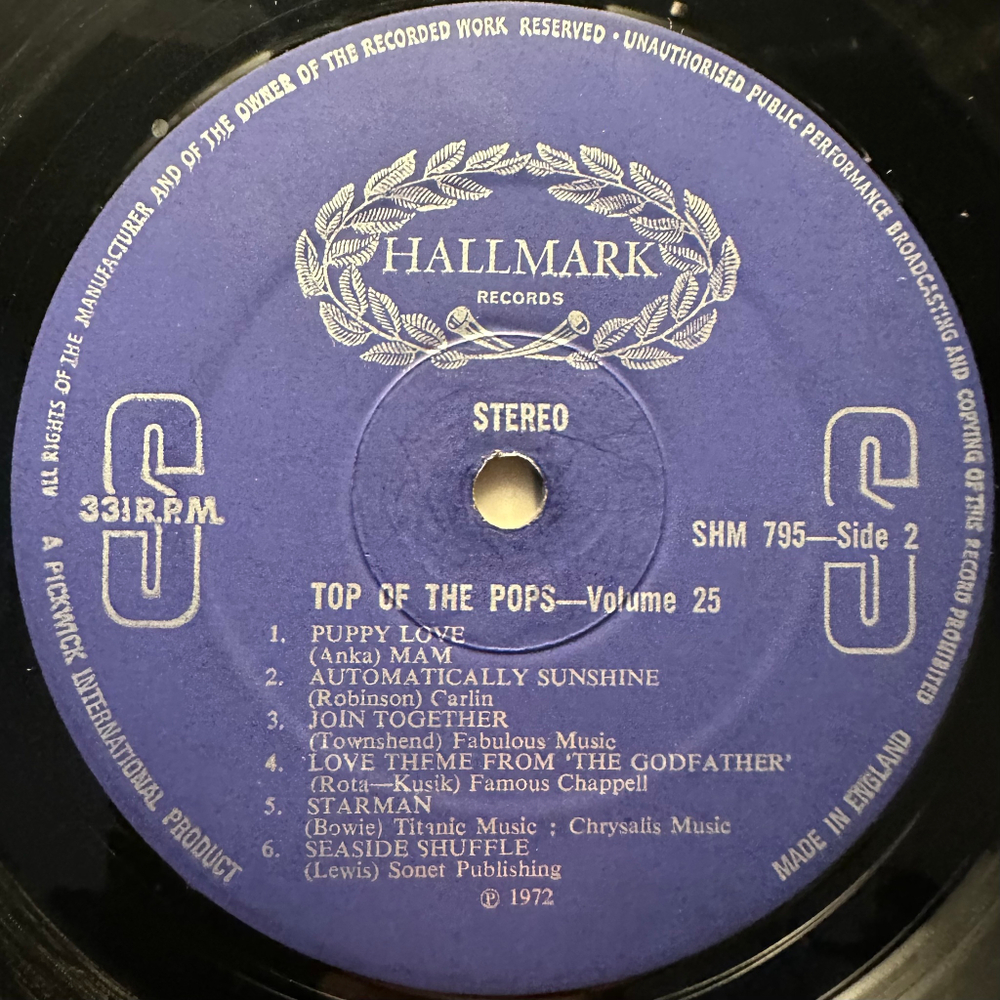 ALL RIGHTS OF THE MANUFACTURER AND OF THE OWNER OF THE RECORDED WORK RESERVED • UNAUTHORISED PUBLIC PERFORMANCE BROADCASTING AND COPYING OF THIS RECORD PROHIBITED
HALLMARK
RECORDS
STEREO
S
33⅓ R.P.M.
S
SHM 795—Side 2
TOP OF THE POPS—Volume 25
1. PUPPY LOVE
(Anka) MAM
2. AUTOMATICALLY SUNSHINE
(Robinson) Carlin
3. JOIN TOGETHER
(Townshend) Fabulous Music
4. LOVE THEME FROM 'THE GODFATHER'
(Rota—Kusik) Famous Chappell
5. STARMAN
(Bowie) Titanic Music ; Chrysalis Music
6. SEASIDE SHUFFLE
(Lewis) Sonet Publishing
℗ 1972
A PICKWICK INTERNATIONAL PRODUCT
MADE IN ENGLAND